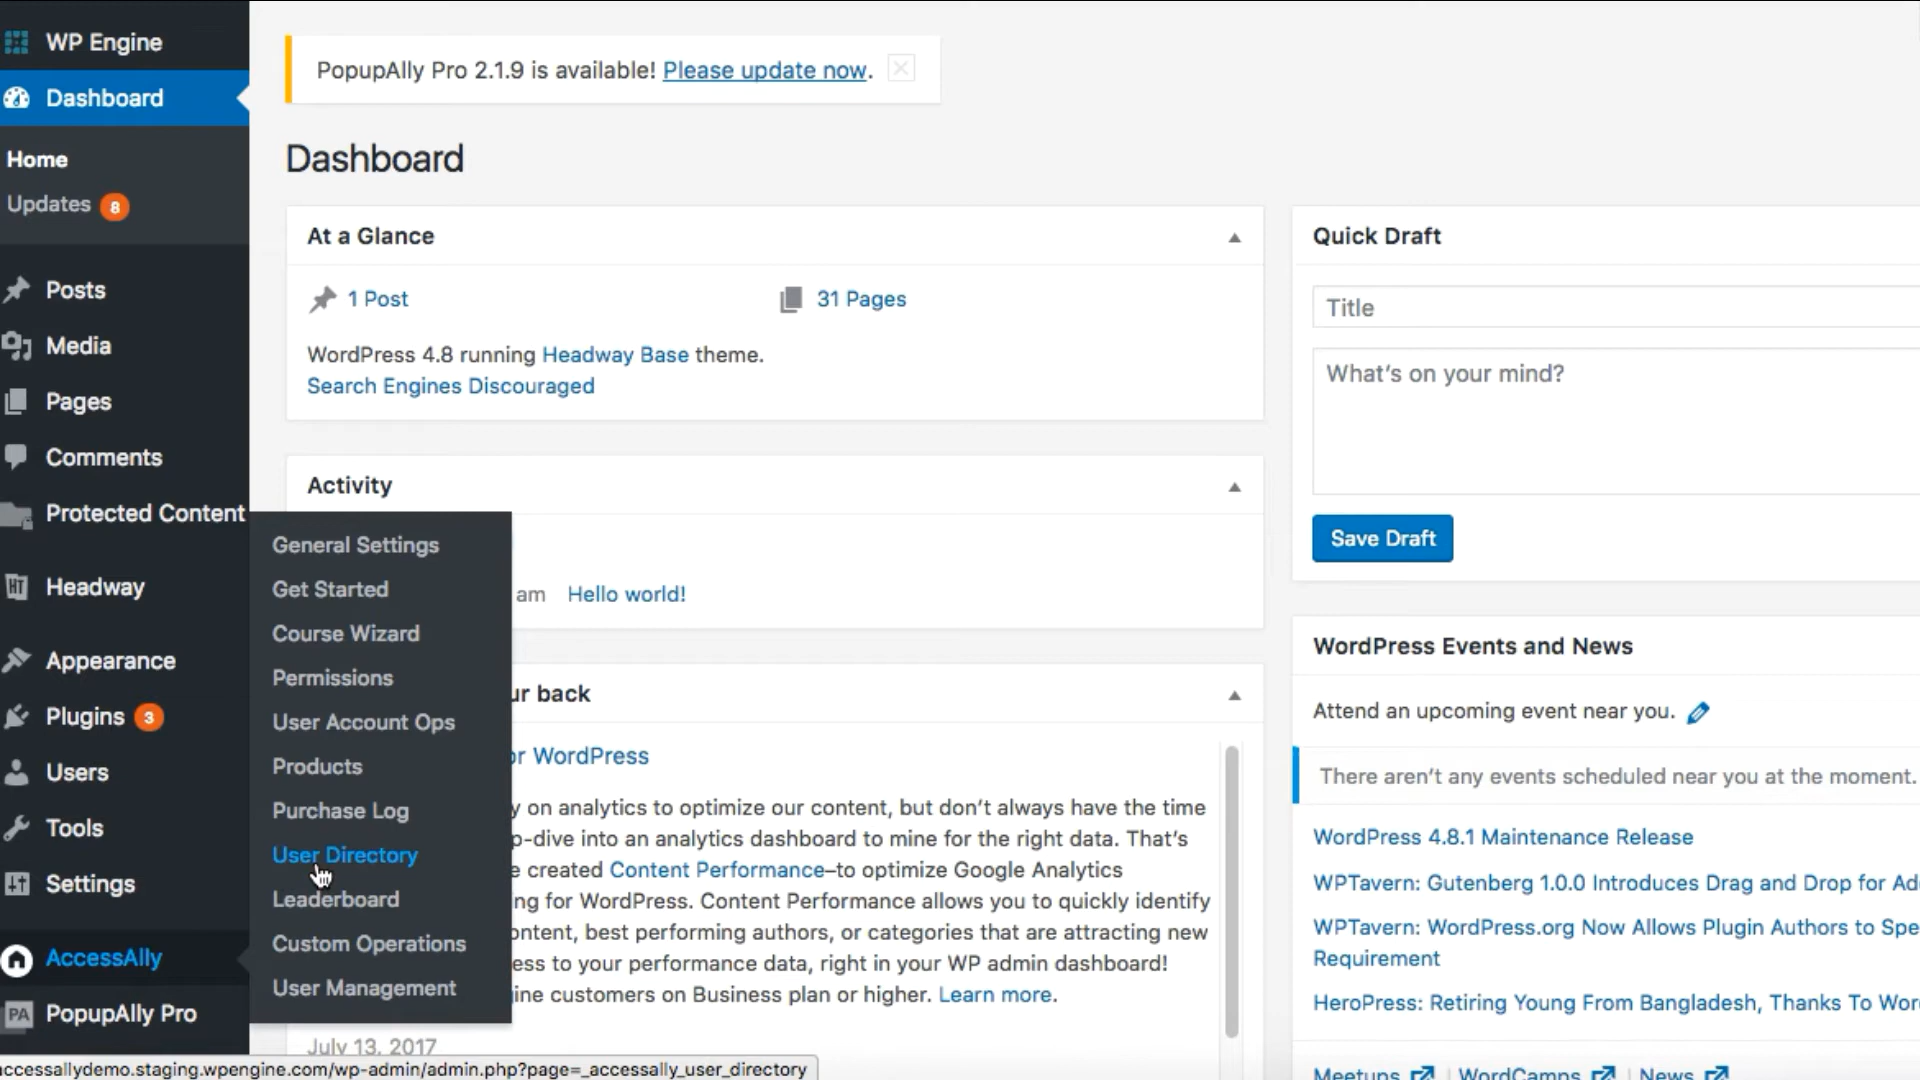 WP Engine
Dashboard
Home
Updates 8
Posts
Media
Pages
Comments
Protected Content
Headway
Appearance
Plugins 3
Users
Tools
Settings
AccessAlly
PA PopupAlly Pro
General Settings
Get Started
Course Wizard
Permissions
User Account Ops
Products
Purchase Log
User Directory
Leaderboard
Custom Operations
User Management
PopupAlly Pro 2.1.9 is available! Please update now.
Dashboard
At a Glance
1 Post
31 Pages
WordPress 4.8 running Headway Base theme.
Search Engines Discouraged
Activity
am Hello world!
ur back
or WordPress
y on analytics to optimize our content, but don't always have the time
p-dive into an analytics dashboard to mine for the right data. That's
e created Content Performance–to optimize Google Analytics
ng for WordPress. Content Performance allows you to quickly identify
ontent, best performing authors, or categories that are attracting new
ess to your performance data, right in your WP admin dashboard!
ine customers on Business plan or higher. Learn more.
July 13, 2017
Quick Draft
Title
What's on your mind?
Save Draft
WordPress Events and News
Attend an upcoming event near you.
There aren't any events scheduled near you at the moment.
WordPress 4.8.1 Maintenance Release
WPTavern: Gutenberg 1.0.0 Introduces Drag and Drop for Ad
WPTavern: WordPress.org Now Allows Plugin Authors to Spe
Requirement
HeroPress: Retiring Young From Bangladesh, Thanks To Wor
Meetups | WordCamps | News
accessallydemo.staging.wpengine.com/wp-admin/admin.php?page=_accessally_user_directory